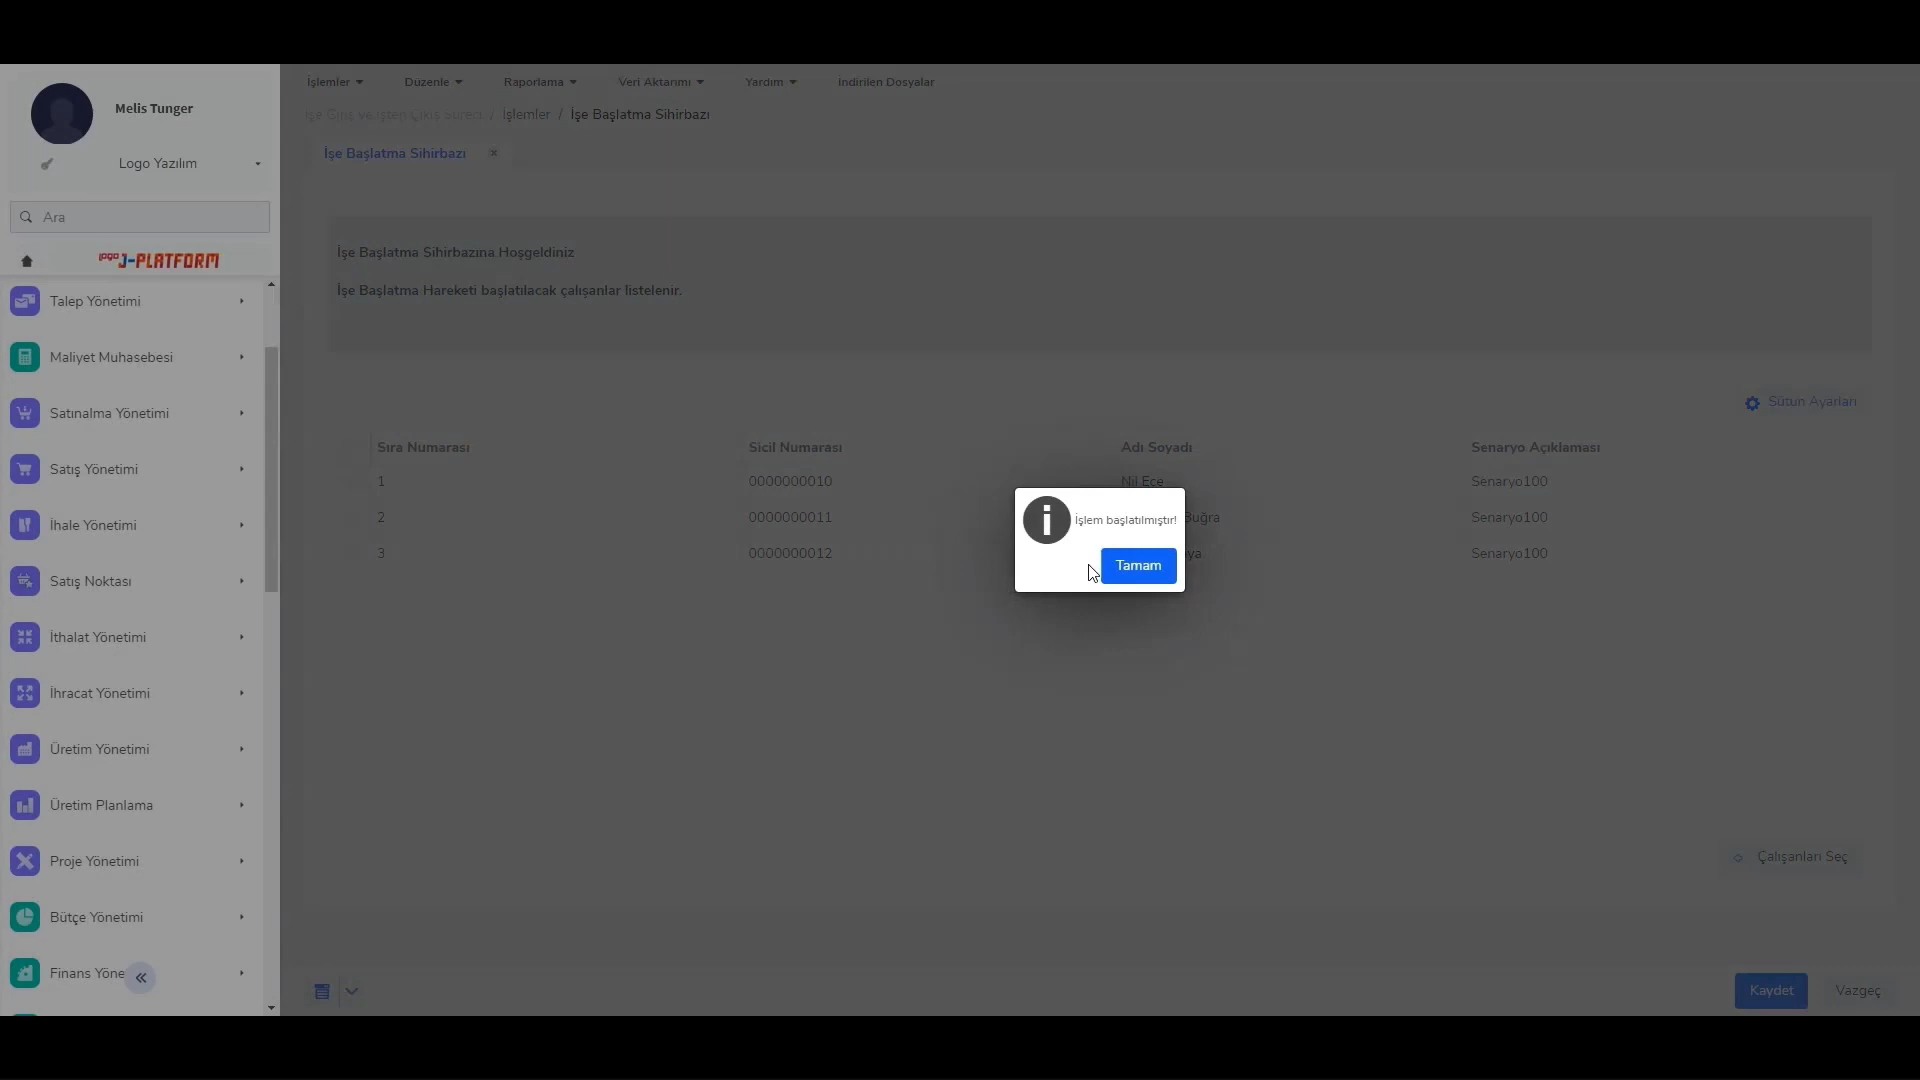 Melis Tunger
Logo Yazılım
Ara
logo J-PLATFORM
Talep Yönetimi
Maliyet Muhasebesi
Satınalma Yönetimi
Satış Yönetimi
İhale Yönetimi
Satış Noktası
İthalat Yönetimi
İhracat Yönetimi
Üretim Yönetimi
Üretim Planlama
Proje Yönetimi
Bütçe Yönetimi
Finans Yöne
İşlemler Düzenle Raporlama Veri Aktarımı Yardım İndirilen Dosyalar
İşe Giriş ve İşten Çıkış Süreci.. / İşlemler / İşe Başlatma Sihirbazı
İşe Başlatma Sihirbazı
İşe Başlatma Sihirbazına Hoşgeldiniz
İşe Başlatma Hareketi başlatılacak çalışanlar listelenir.
Sütun Ayarları
Sıra Numarası Sicil Numarası Adı Soyadı Senaryo Açıklaması
1 0000000010 Nil Ece Senaryo100
2 0000000011 Buğra Senaryo100
3 0000000012 ya Senaryo100
İşlem başlatılmıştır!
Tamam
Çalışanları Seç
Kaydet Vazgeç